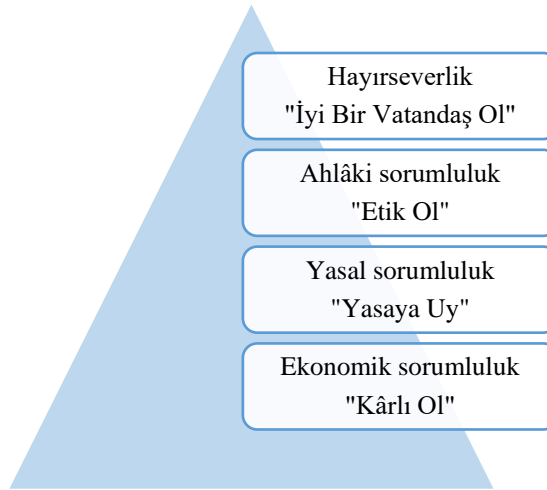 Hayırseverlik
"İyi Bir Vatandaş Ol"
Ahlâki sorumluluk
"Etik Ol"
Yasal sorumluluk
"Yasaya Uy"
Ekonomik sorumluluk
"Kârlı Ol"